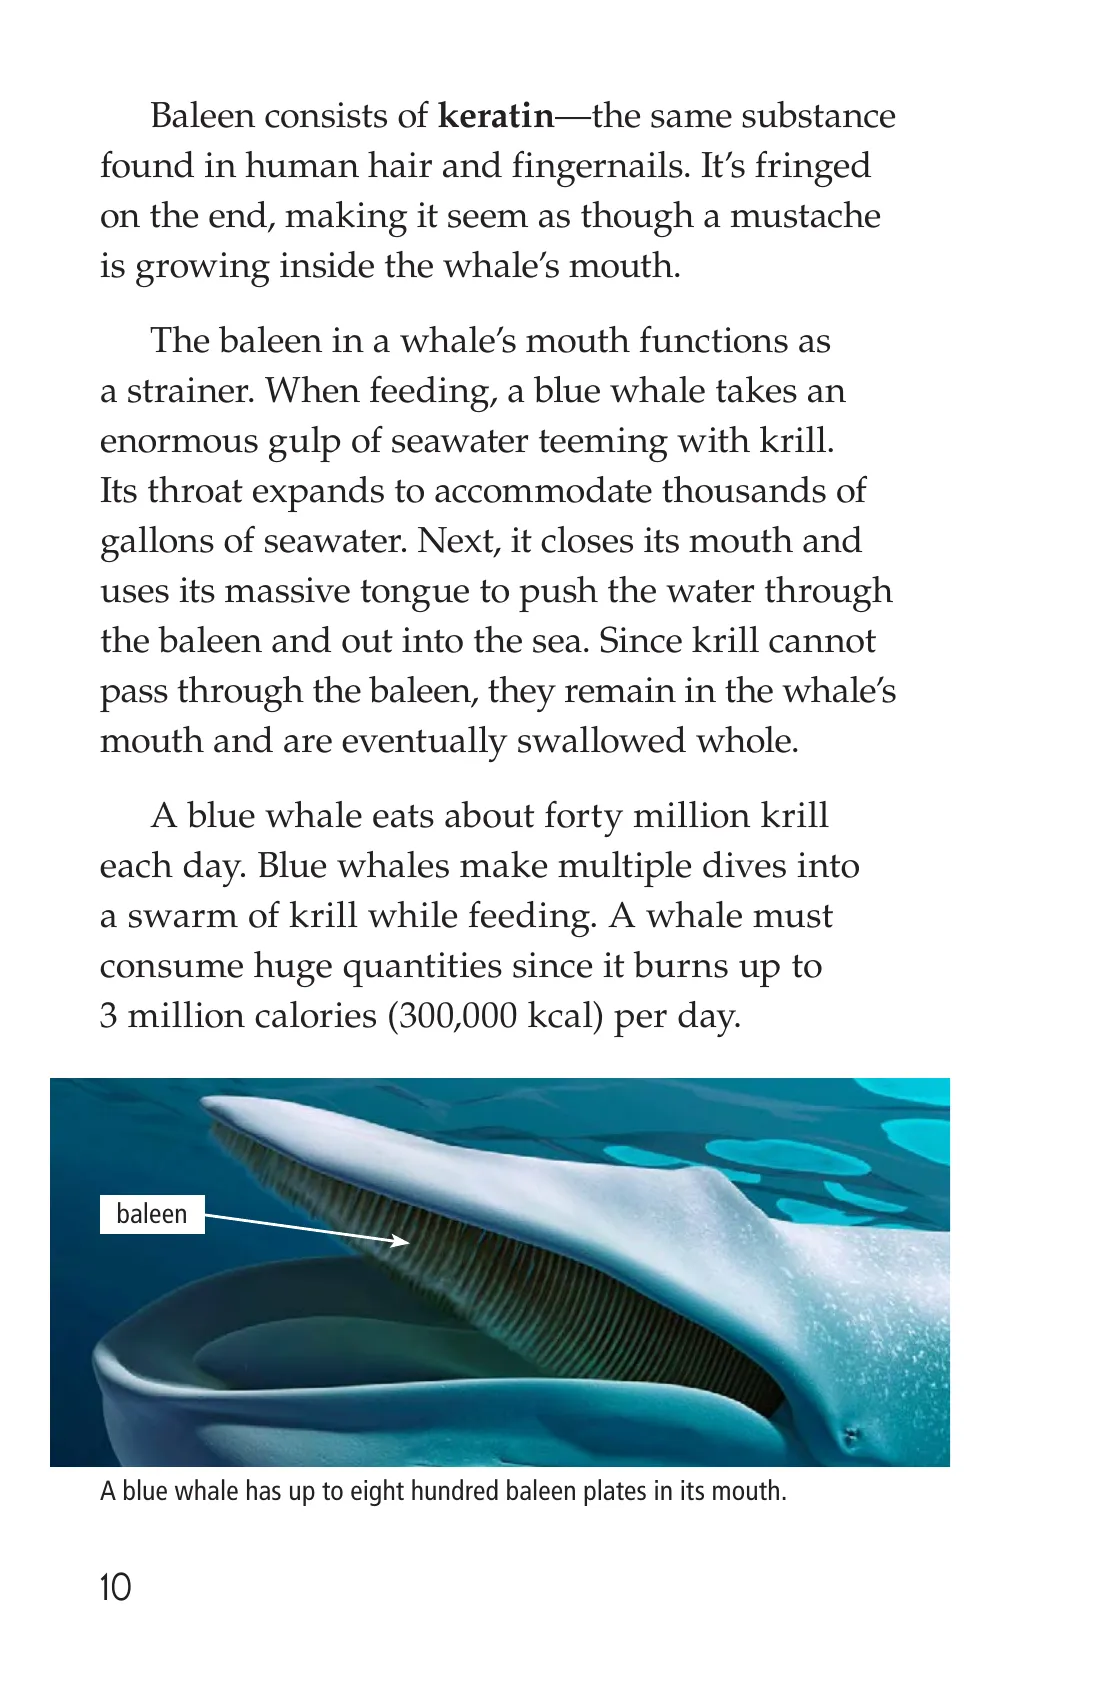 Baleen consists of keratin—the same substance
found in human hair and fingernails. It’s fringed
on the end, making it seem as though a mustache
is growing inside the whale’s mouth.
The baleen in a whale’s mouth functions as
a strainer. When feeding, a blue whale takes an
enormous gulp of seawater teeming with krill.
Its throat expands to accommodate thousands of
gallons of seawater. Next, it closes its mouth and
uses its massive tongue to push the water through
the baleen and out into the sea. Since krill cannot
pass through the baleen, they remain in the whale’s
mouth and are eventually swallowed whole.
A blue whale eats about forty million krill
each day. Blue whales make multiple dives into
a swarm of krill while feeding. A whale must
consume huge quantities since it burns up to
3 million calories (300,000 kcal) per day.
baleen
A blue whale has up to eight hundred baleen plates in its mouth.
10